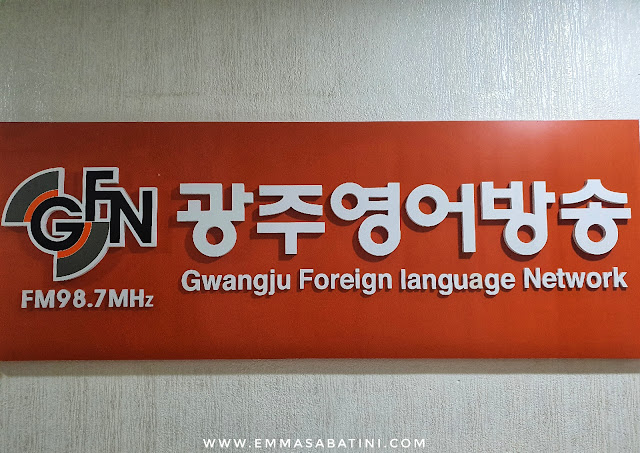 GFN
광주영어방송
Gwangju Foreign language Network
FM98.7MHz
WWW.EMMASABATINI.COM